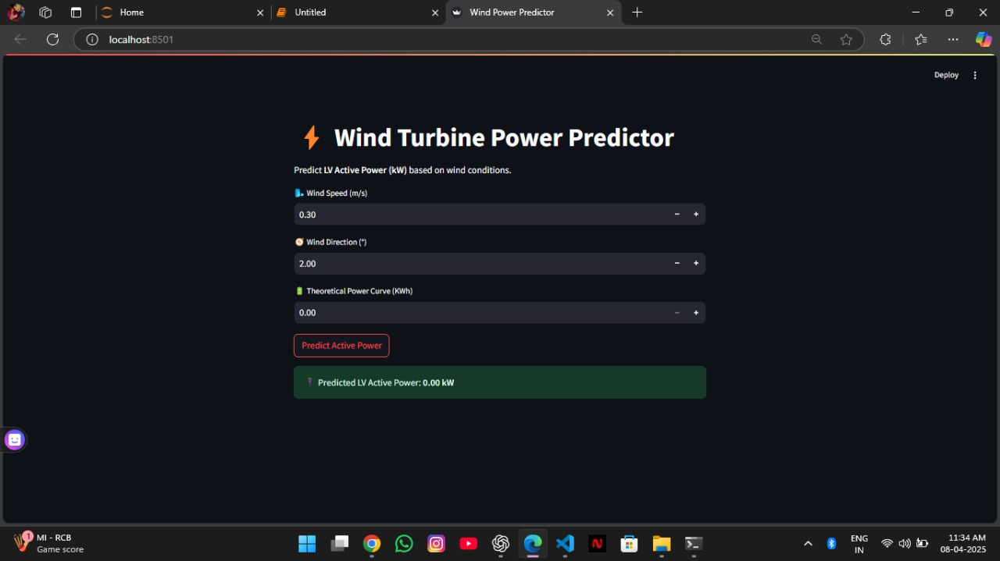 Home
Untitled
Wind Power Predictor
localhost:8501
Deploy
Wind Turbine Power Predictor
Predict LV Active Power (kW) based on wind conditions.
Wind Speed (m/s)
0.30
Wind Direction (°)
2.00
Theoretical Power Curve (KWh)
0.00
Predict Active Power
Predicted LV Active Power: 0.00 kW
1
MI - RCB
Game score
ENG
IN
11:34 AM
08-04-2025